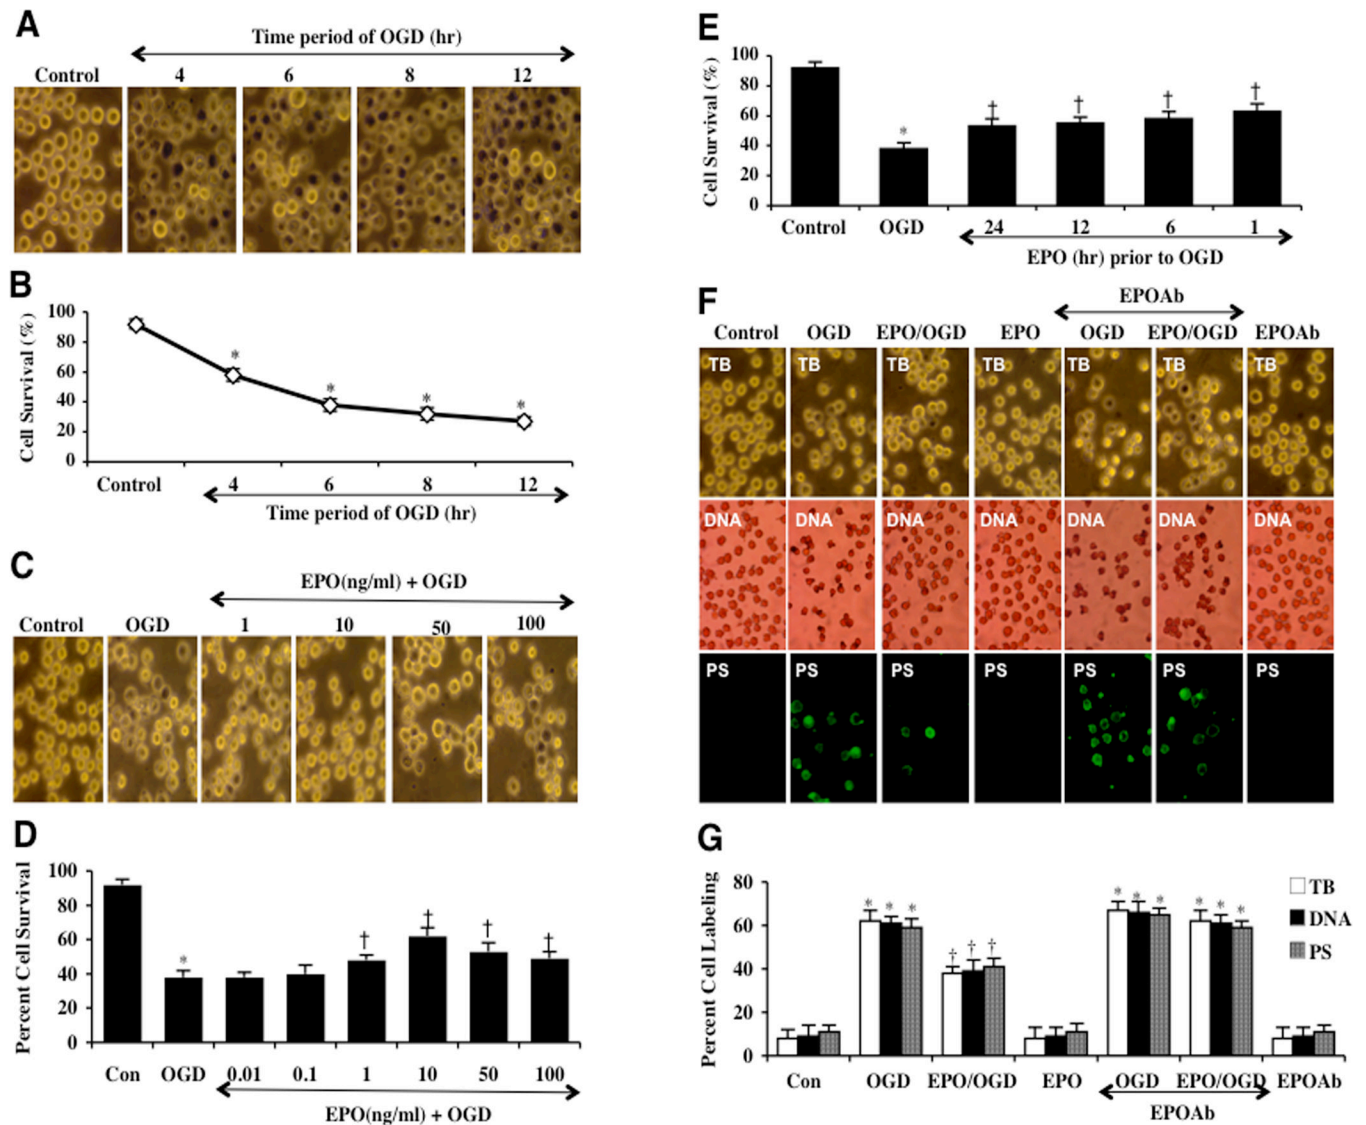 A
Time period of OGD (hr)
Control 4 6 8 12
B
Cell Survival (%)
100
80
60
40
20
0
* * * *
Control 4 6 8 12
Time period of OGD (hr)
C
EPO(ng/ml) + OGD
Control OGD 1 10 50 100
D
Percent Cell Survival
100
80
60
40
20
0
* † † † †
Con OGD 0.01 0.1 1 10 50 100
EPO(ng/ml) + OGD
E
Cell Survival (%)
100
80
60
40
20
0
* † † † †
Control OGD 24 12 6 1
EPO (hr) prior to OGD
F
EPOAb
Control OGD EPO/OGD EPO OGD EPO/OGD EPOAb
TB TB TB TB TB TB TB
DNA DNA DNA DNA DNA DNA DNA
PS PS PS PS PS PS PS
G
Percent Cell Labeling
80
60
40
20
0
* * * † † † * * * * * *
TB
DNA
PS
Con OGD EPO/OGD EPO OGD EPO/OGD EPOAb
EPOAb